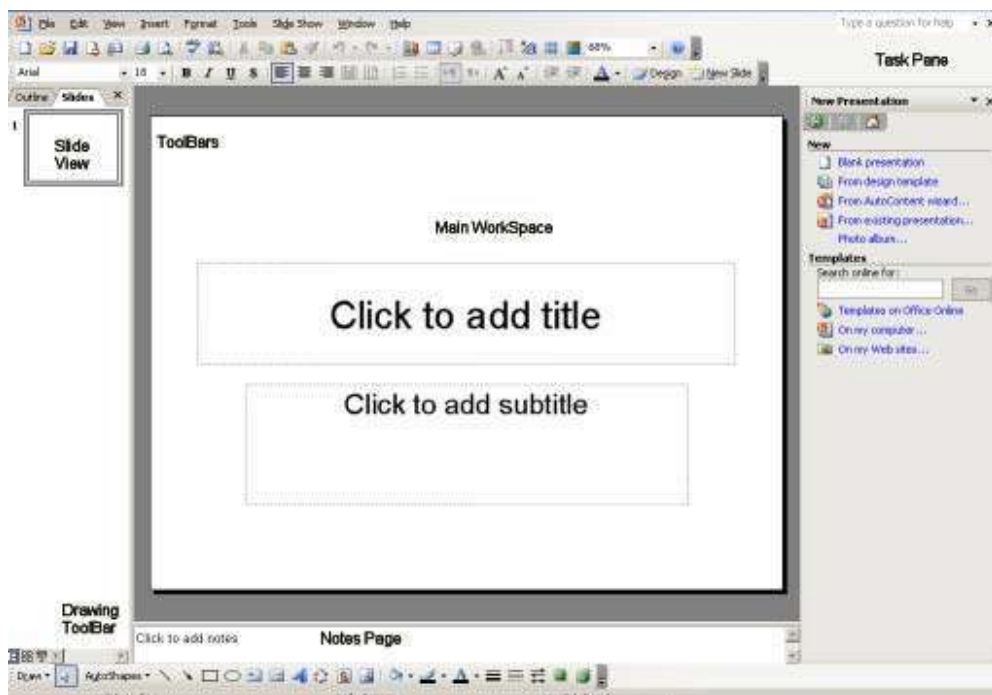 File Edit View Insert Format Tools Slide Show Window Help
Type a question for help
68%
Task Pane
Arial
18
B I U S
Design
New Slide
Outline Slides
New Presentation
1
Slide
View
ToolBars
New
Blank presentation
From design template
From AutoContent wizard...
From existing presentation...
Photo album...
Main WorkSpace
Templates
Search online for:
Go
Templates on Office Online
On my computer...
On my Web sites...
Click to add title
Click to add subtitle
Drawing
ToolBar
Click to add notes
Notes Page
Draw
AutoShapes